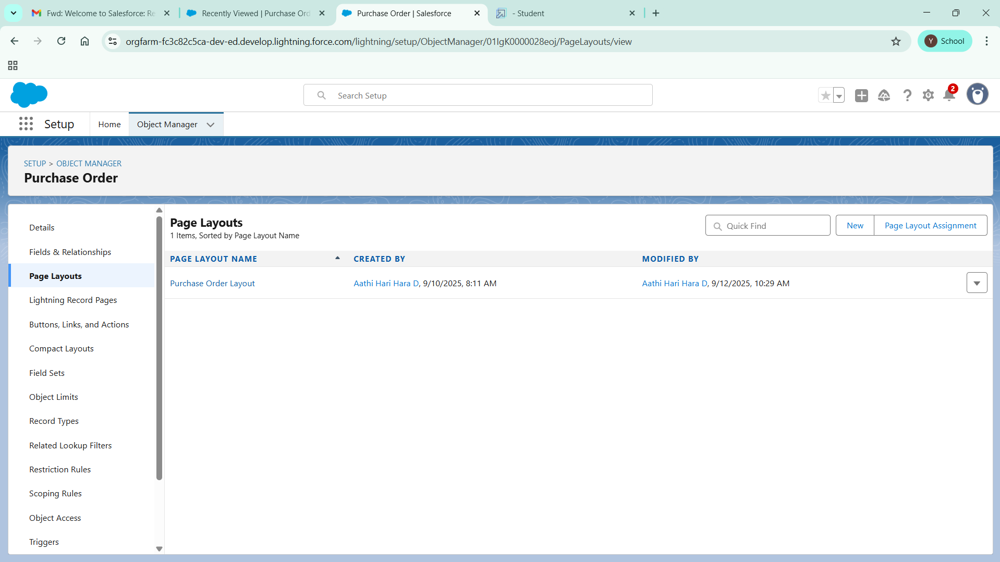 Fwd: Welcome to Salesforce: Re
Recently Viewed | Purchase Ord
Purchase Order | Salesforce
- Student
orgfarm-fc3c82c5ca-dev-ed.develop.lightning.force.com/lightning/setup/ObjectManager/01IgK0000028eoj/PageLayouts/view
Y School
Search Setup
2
Setup
Home
Object Manager
SETUP > OBJECT MANAGER
Purchase Order
Details
Fields & Relationships
Page Layouts
Lightning Record Pages
Buttons, Links, and Actions
Compact Layouts
Field Sets
Object Limits
Record Types
Related Lookup Filters
Restriction Rules
Scoping Rules
Object Access
Triggers
Page Layouts
1 Items, Sorted by Page Layout Name
Quick Find
New
Page Layout Assignment
PAGE LAYOUT NAME CREATED BY MODIFIED BY
Purchase Order Layout Aathi Hari Hara D, 9/10/2025, 8:11 AM Aathi Hari Hara D, 9/12/2025, 10:29 AM